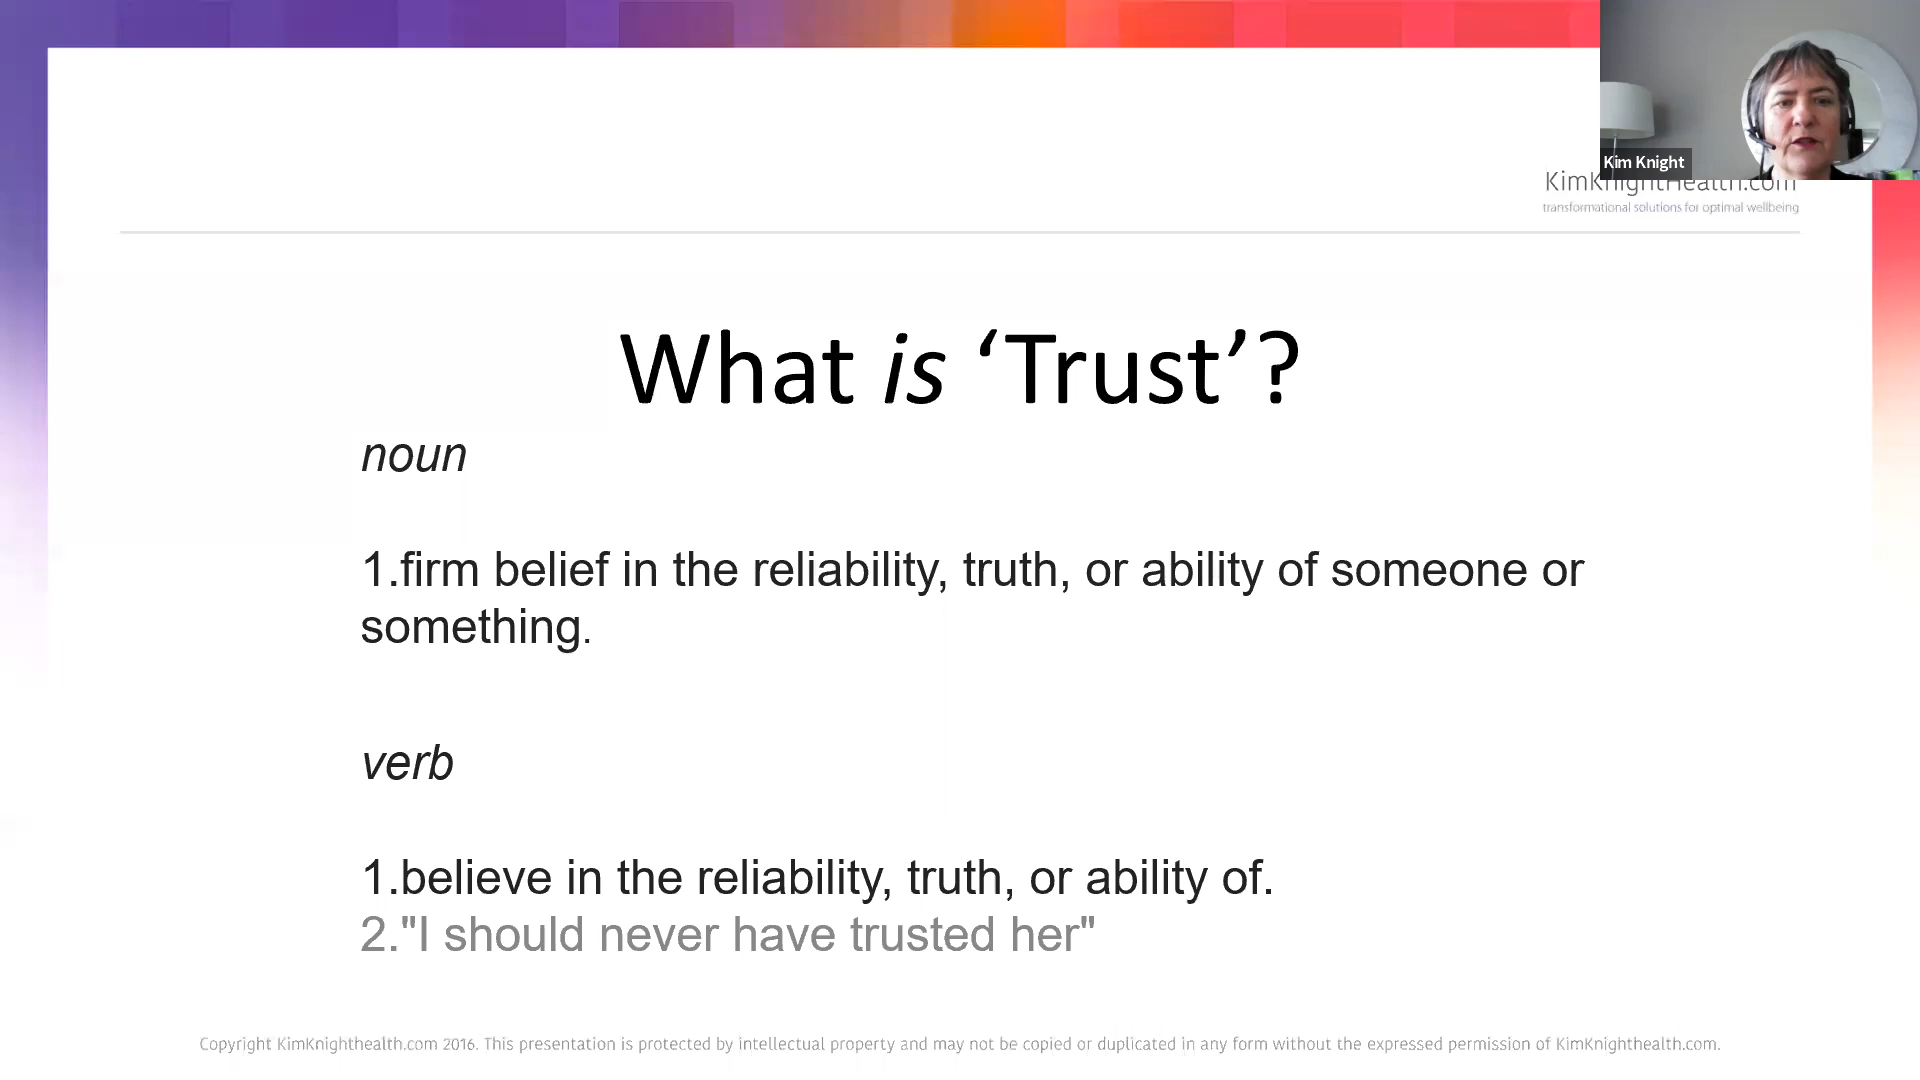 Kim Knight
KimKnightHealth.com
transformational solutions for optimal wellbeing
What is ‘Trust’?
noun
1.firm belief in the reliability, truth, or ability of someone or
something.
verb
1.believe in the reliability, truth, or ability of.
2."I should never have trusted her"
Copyright KimKnighthealth.com 2016. This presentation is protected by intellectual property and may not be copied or duplicated in any form without the expressed permission of KimKnighthealth.com.